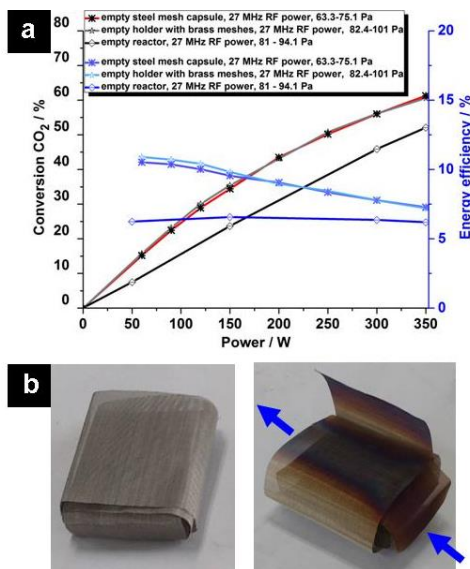 a
empty steel mesh capsule, 27 MHz RF power, 63.3-75.1 Pa
empty holder with brass meshes, 27 MHz RF power, 82.4-101 Pa
empty reactor, 27 MHz RF power, 81 - 94.1 Pa
empty steel mesh capsule, 27 MHz RF power, 63.3-75.1 Pa
empty holder with brass meshes, 27 MHz RF power, 82.4-101 Pa
empty reactor, 27 MHz RF power, 81 - 94.1 Pa
Conversion CO₂ / %
80
70
60
50
40
30
20
10
0
Energy efficiency / %
20
15
10
5
0
0 50 100 150 200 250 300 350
Power / W
b